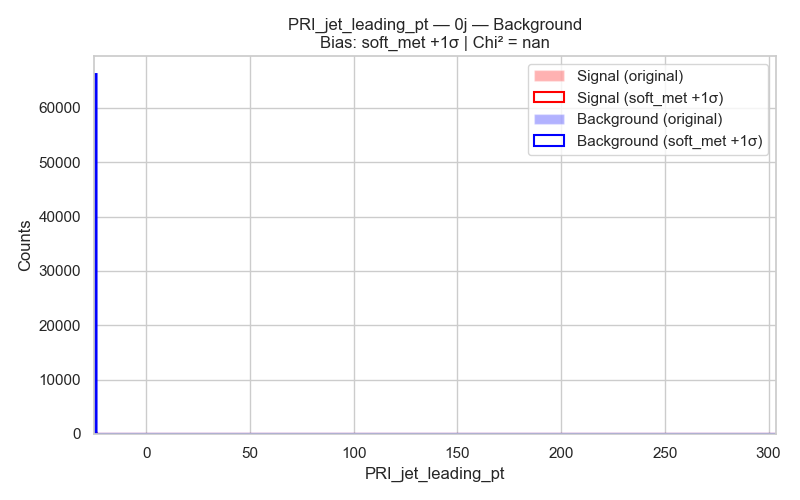 PRI_jet_leading_pt — 0j — Background
Bias: soft_met +1σ | Chi² = nan
Signal (original)
Signal (soft_met +1σ)
Background (original)
Background (soft_met +1σ)
Counts
60000
50000
40000
30000
20000
10000
0
0 50 100 150 200 250 300
PRI_jet_leading_pt